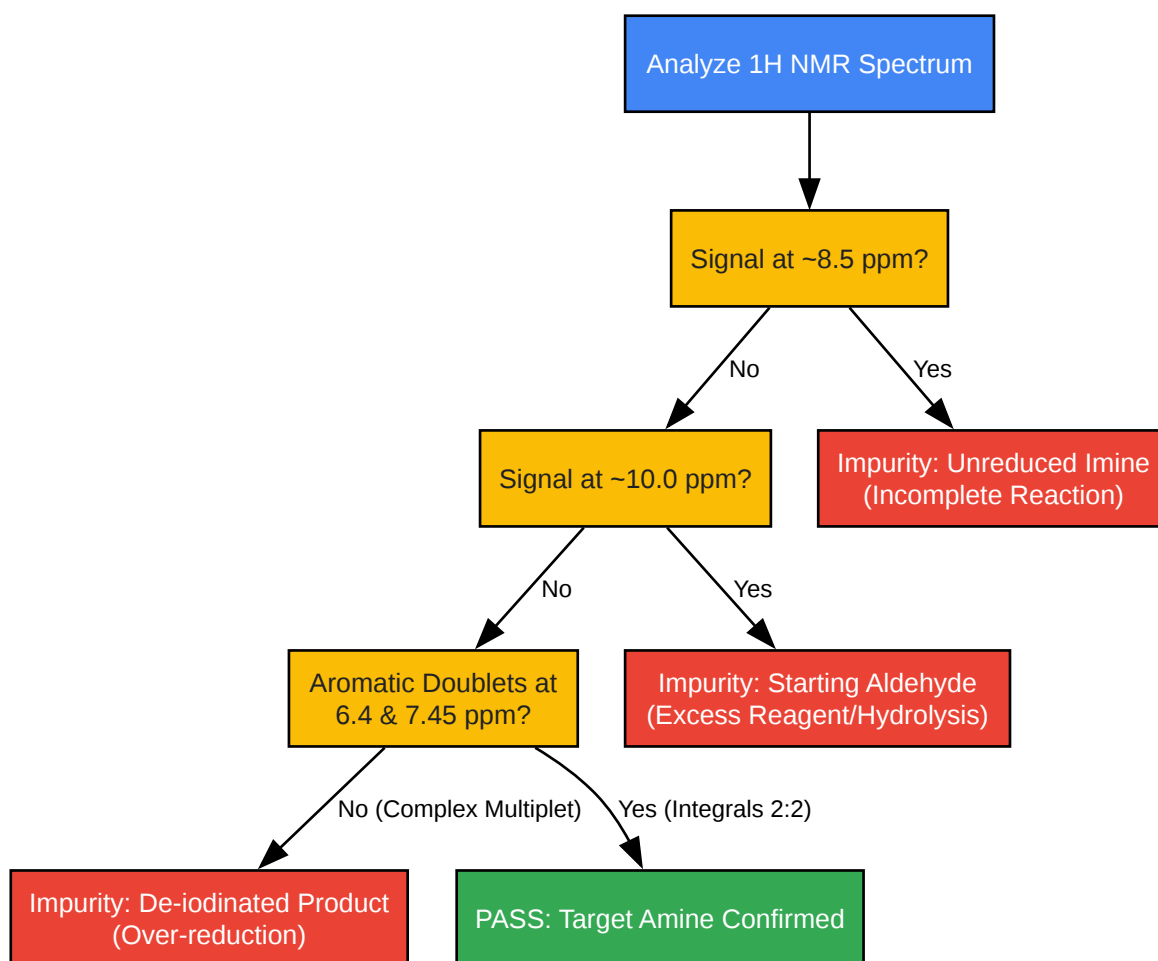 Analyze 1H NMR Spectrum
Signal at ~8.5 ppm?
No
Yes
Signal at ~10.0 ppm?
Impurity: Unreduced Imine
(Incomplete Reaction)
No
Yes
Aromatic Doublets at
6.4 & 7.45 ppm?
Impurity: Starting Aldehyde
(Excess Reagent/Hydrolysis)
No (Complex Multiplet)
Yes (Integrals 2:2)
Impurity: De-iodinated Product
(Over-reduction)
PASS: Target Amine Confirmed